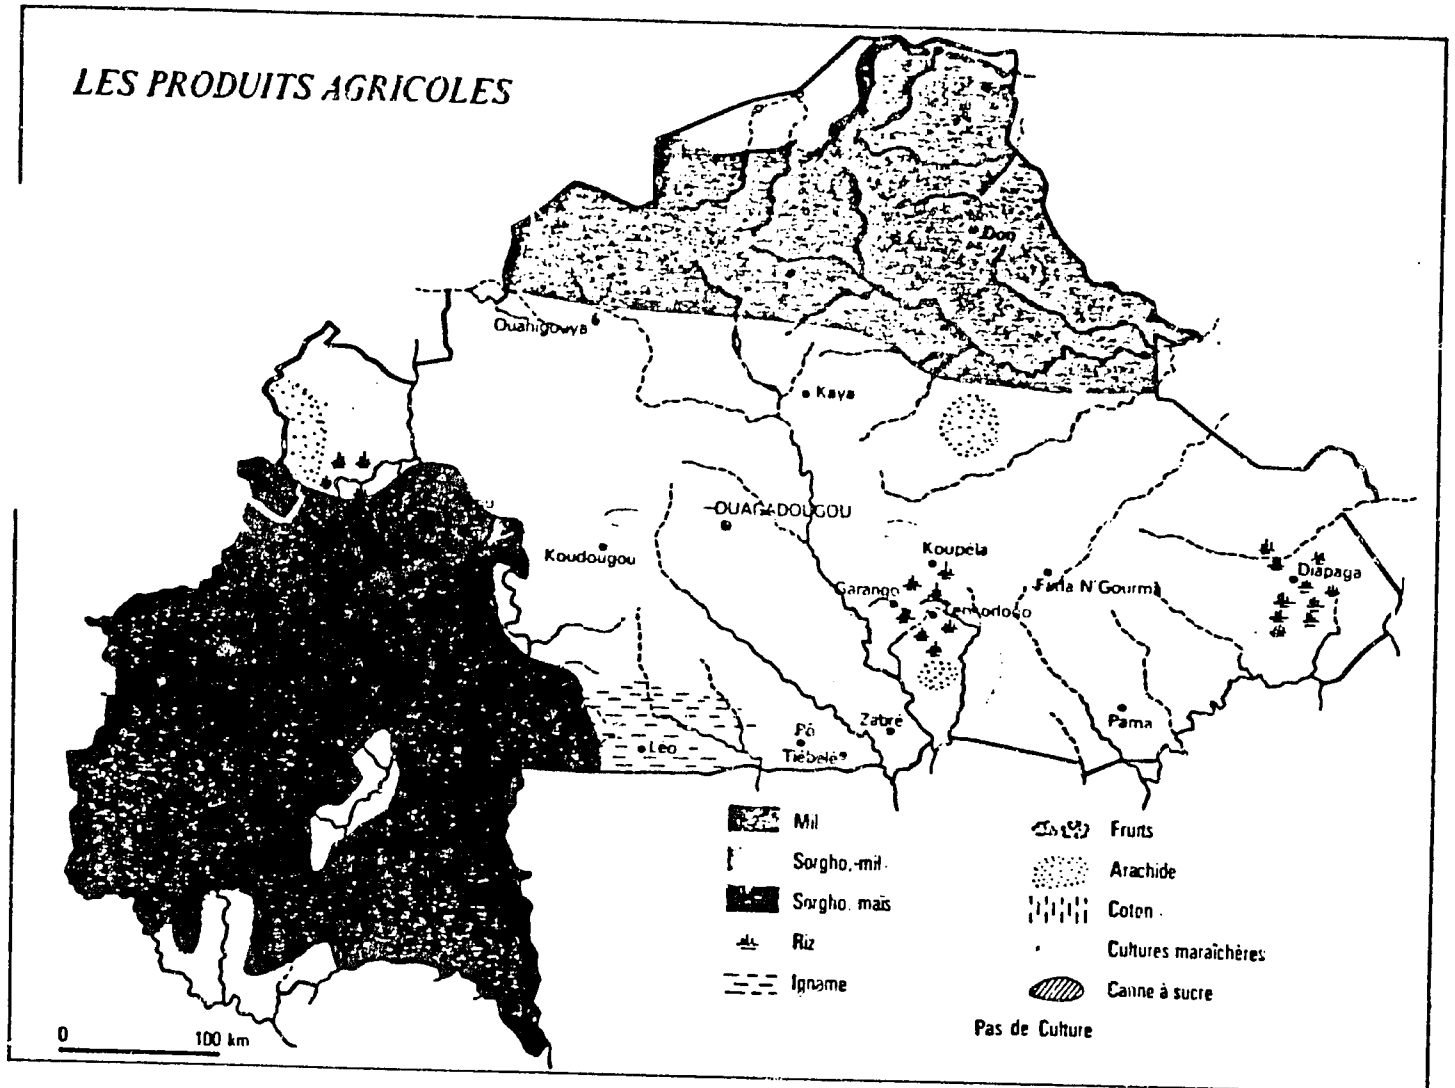 LES PRODUITS AGRICOLES
Dori
Ouahigouya
Kaya
OUAGADOUGOU
Koudougou
Koupéla
Garango
Tenkodogo
Fada N'Gourma
Diapaga
Zabré
Pô
Tiébélé
Léo
Pama
Mil
Sorgho,-mil.
Sorgho, maïs
Riz
Igname
Fruits
Arachide
Coton
Cultures maraîchères
Canne à sucre
Pas de Culture
0 100 km